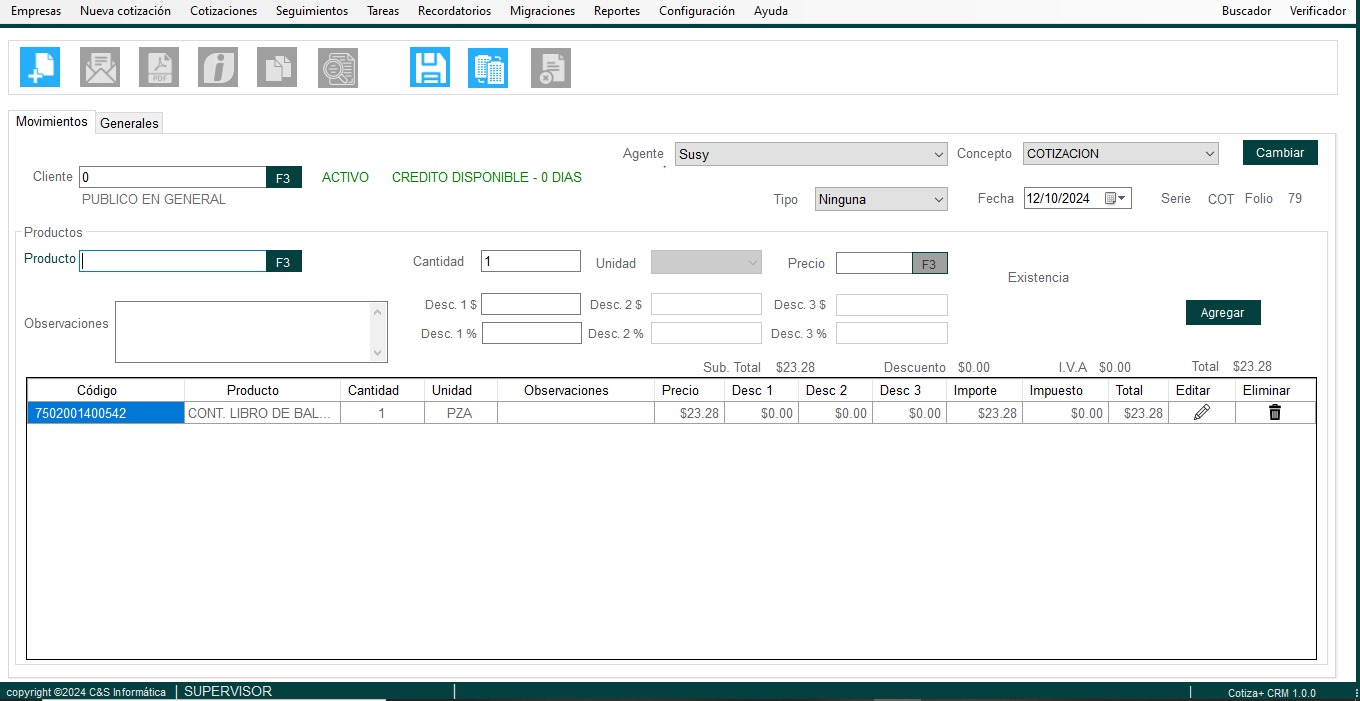 Empresas Nueva cotización Cotizaciones Seguimientos Tareas Recordatorios Migraciones Reportes Configuración Ayuda Buscador Verificador
PDF
Movimientos Generales
Agente Susy Concepto COTIZACION Cambiar
Cliente 0 F3 ACTIVO CREDITO DISPONIBLE - 0 DIAS
PUBLICO EN GENERAL
Tipo Ninguna Fecha 12/10/2024 Serie COT Folio 79
Productos
Producto F3 Cantidad 1 Unidad Precio F3
Existencia
Desc. 1 $ Desc. 2 $ Desc. 3 $
Observaciones Agregar
Desc. 1 % Desc. 2 % Desc. 3 %
Sub. Total $23.28 Descuento $0.00 I.V.A $0.00 Total $23.28
Código Producto Cantidad Unidad Observaciones Precio Desc 1 Desc 2 Desc 3 Importe Impuesto Total Editar Eliminar
7502001400542 CONT. LIBRO DE BAL... 1 PZA $23.28 $0.00 $0.00 $0.00 $23.28 $0.00 $23.28
copyright ©2024 C&S Informática | SUPERVISOR | | Cotiza+ CRM 1.0.0